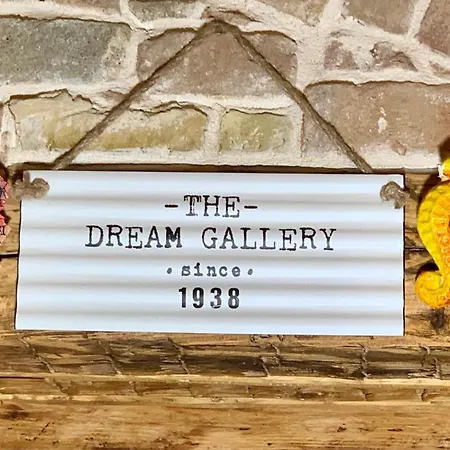 -THE-
DREAM GALLERY
• since •
1938